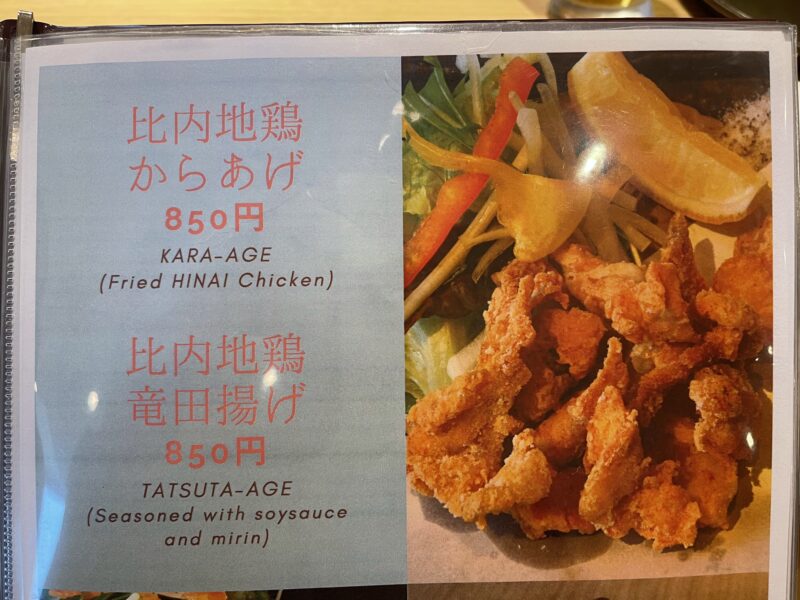 比内地鶏
からあげ
850円
KARA-AGE
(Fried HINAI Chicken)
比内地鶏
竜田揚げ
850円
TATSUTA-AGE
(Seasoned with soysauce
and mirin)